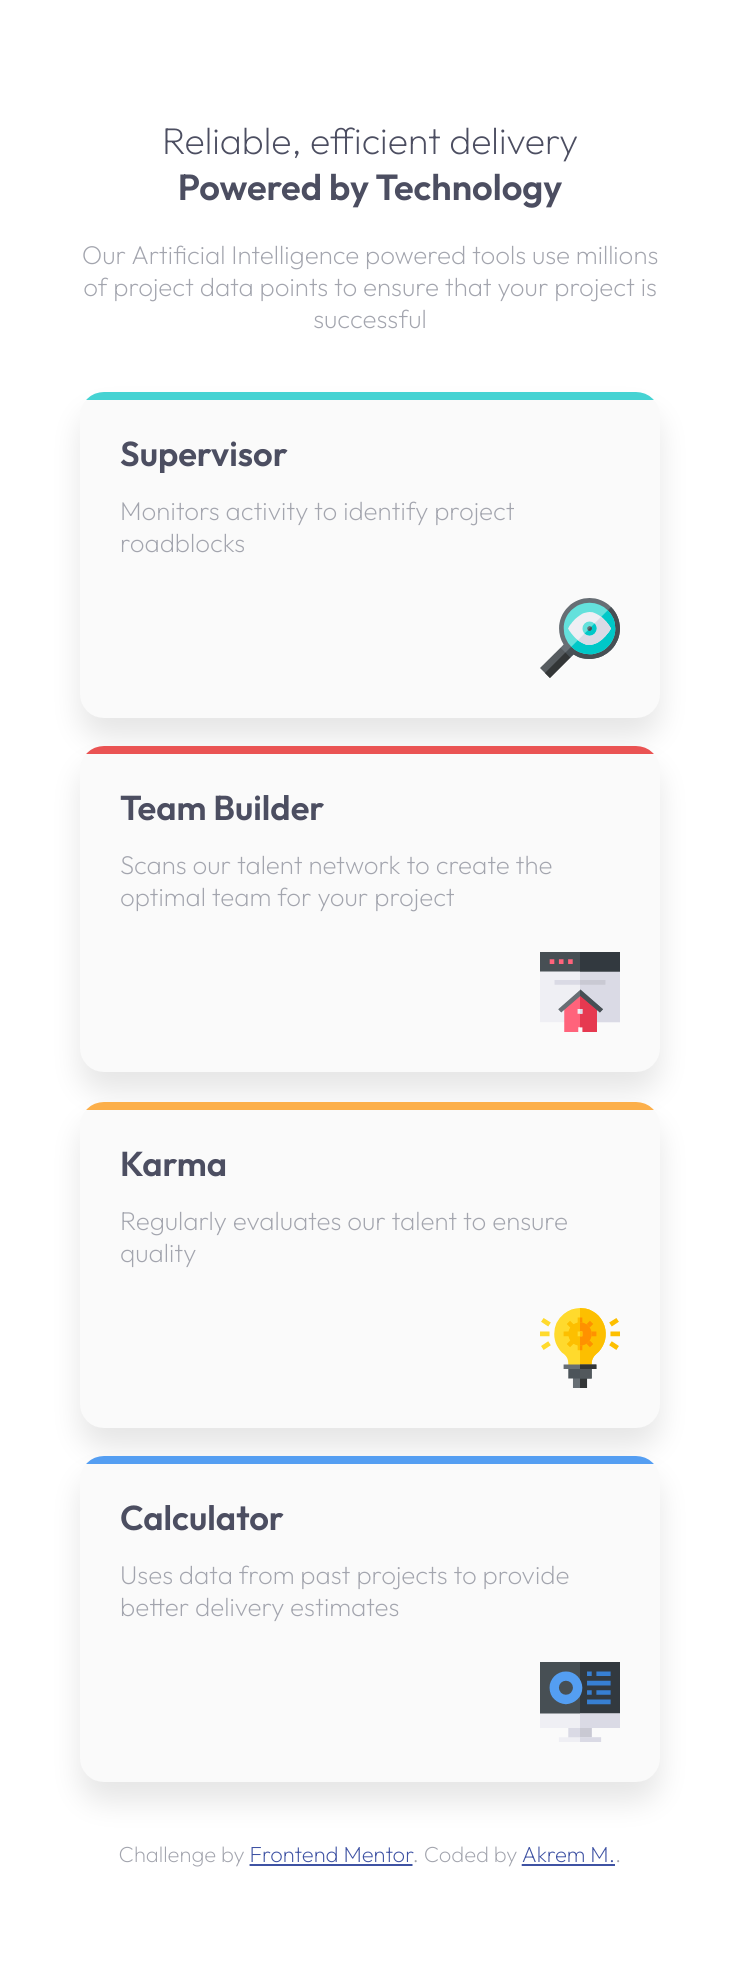 Reliable, efficient delivery
Powered by Technology
Our Artificial Intelligence powered tools use millions
of project data points to ensure that your project is
successful
Supervisor
Monitors activity to identify project
roadblocks
Team Builder
Scans our talent network to create the
optimal team for your project
Karma
Regularly evaluates our talent to ensure
quality
Calculator
Uses data from past projects to provide
better delivery estimates
Challenge by Frontend Mentor. Coded by Akrem M..